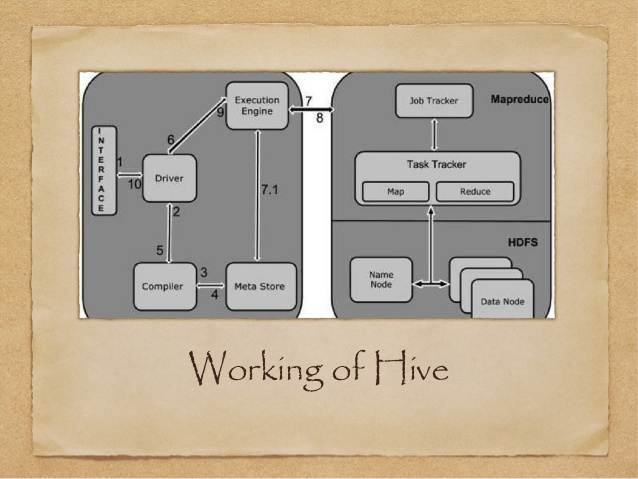 INTERFACE
1
10
Driver
6
9
Execution
Engine
7
8
7.1
2
5
Compiler
3
4
Meta Store
Job Tracker
Mapreduce
Task Tracker
Map
Reduce
HDFS
Name
Node
Data Node
Working of Hive